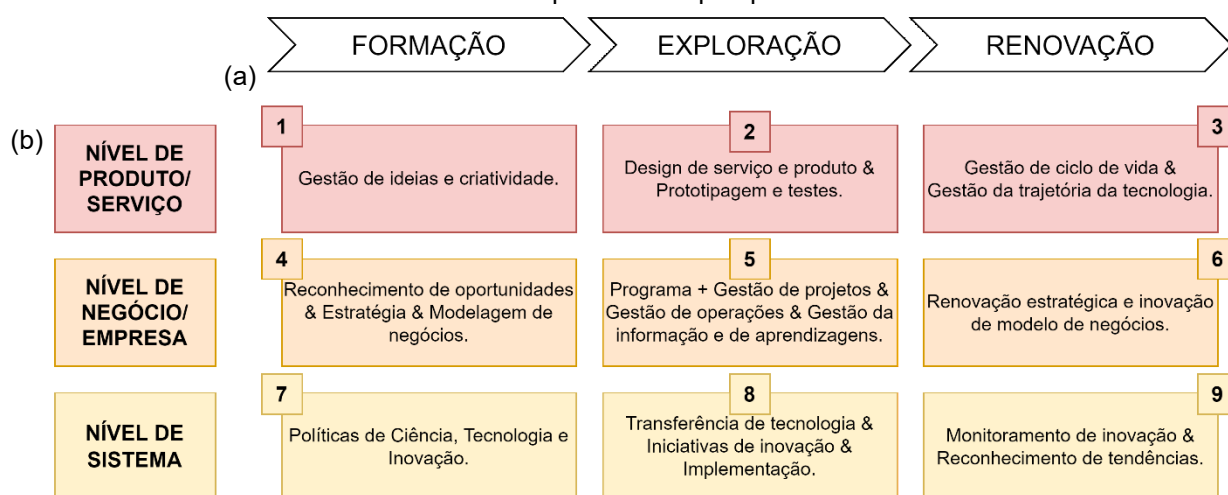 FORMAÇÃO
EXPLORAÇÃO
RENOVAÇÃO
(a)
(b)
NÍVEL DE
PRODUTO/
SERVIÇO
1
Gestão de ideias e criatividade.
2
Design de serviço e produto &
Prototipagem e testes.
3
Gestão de ciclo de vida &
Gestão da trajetória da tecnologia.
NÍVEL DE
NEGÓCIO/
EMPRESA
4
Reconhecimento de oportunidades
& Estratégia & Modelagem de
negócios.
5
Programa + Gestão de projetos &
Gestão de operações & Gestão da
informação e de aprendizagens.
6
Renovação estratégica e inovação
de modelo de negócios.
NÍVEL DE
SISTEMA
7
Políticas de Ciência, Tecnologia e
Inovação.
8
Transferência de tecnologia &
Iniciativas de inovação &
Implementação.
9
Monitoramento de inovação &
Reconhecimento de tendências.